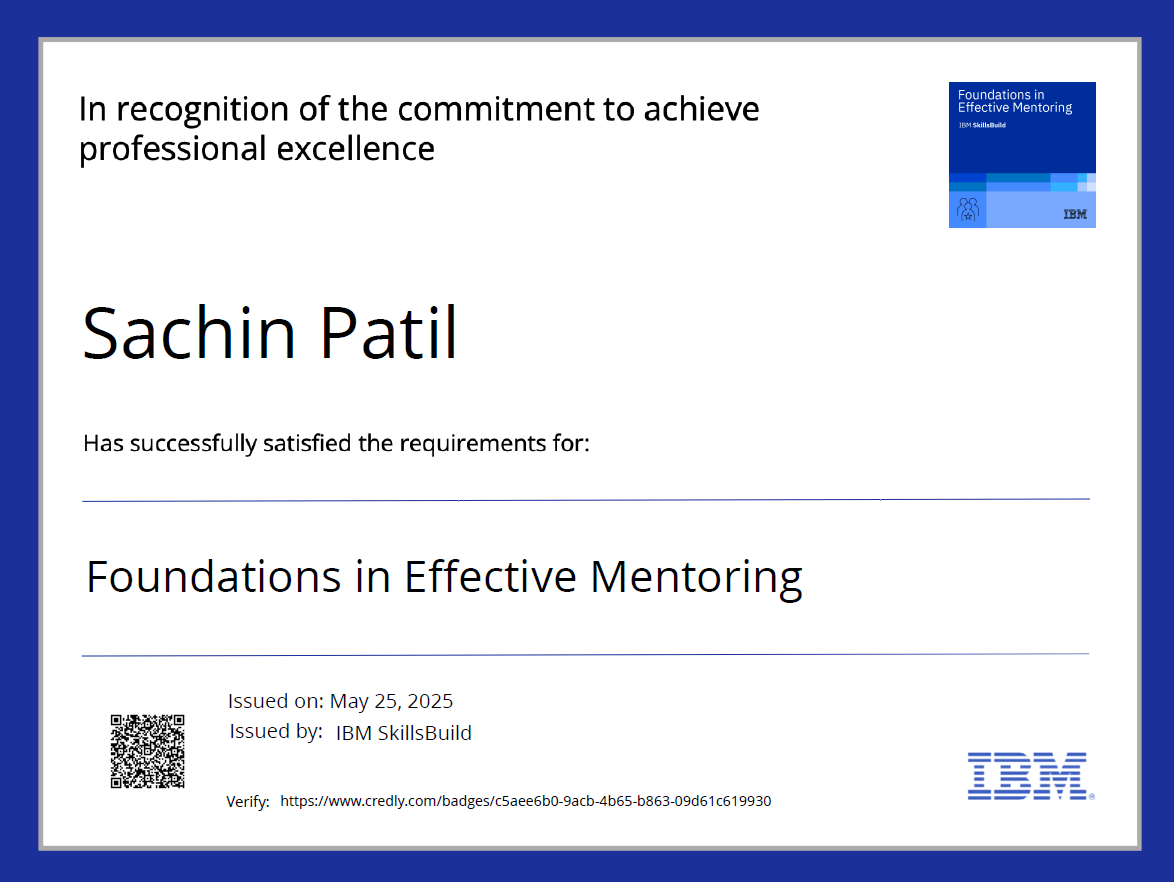 In recognition of the commitment to achieve
professional excellence
Foundations in
Effective Mentoring
IBM SkillsBuild
IBM
Sachin Patil
Has successfully satisfied the requirements for:
Foundations in Effective Mentoring
Issued on: May 25, 2025
Issued by: IBM SkillsBuild
Verify: https://www.credly.com/badges/c5aee6b0-9acb-4b65-b863-09d61c619930
IBM®